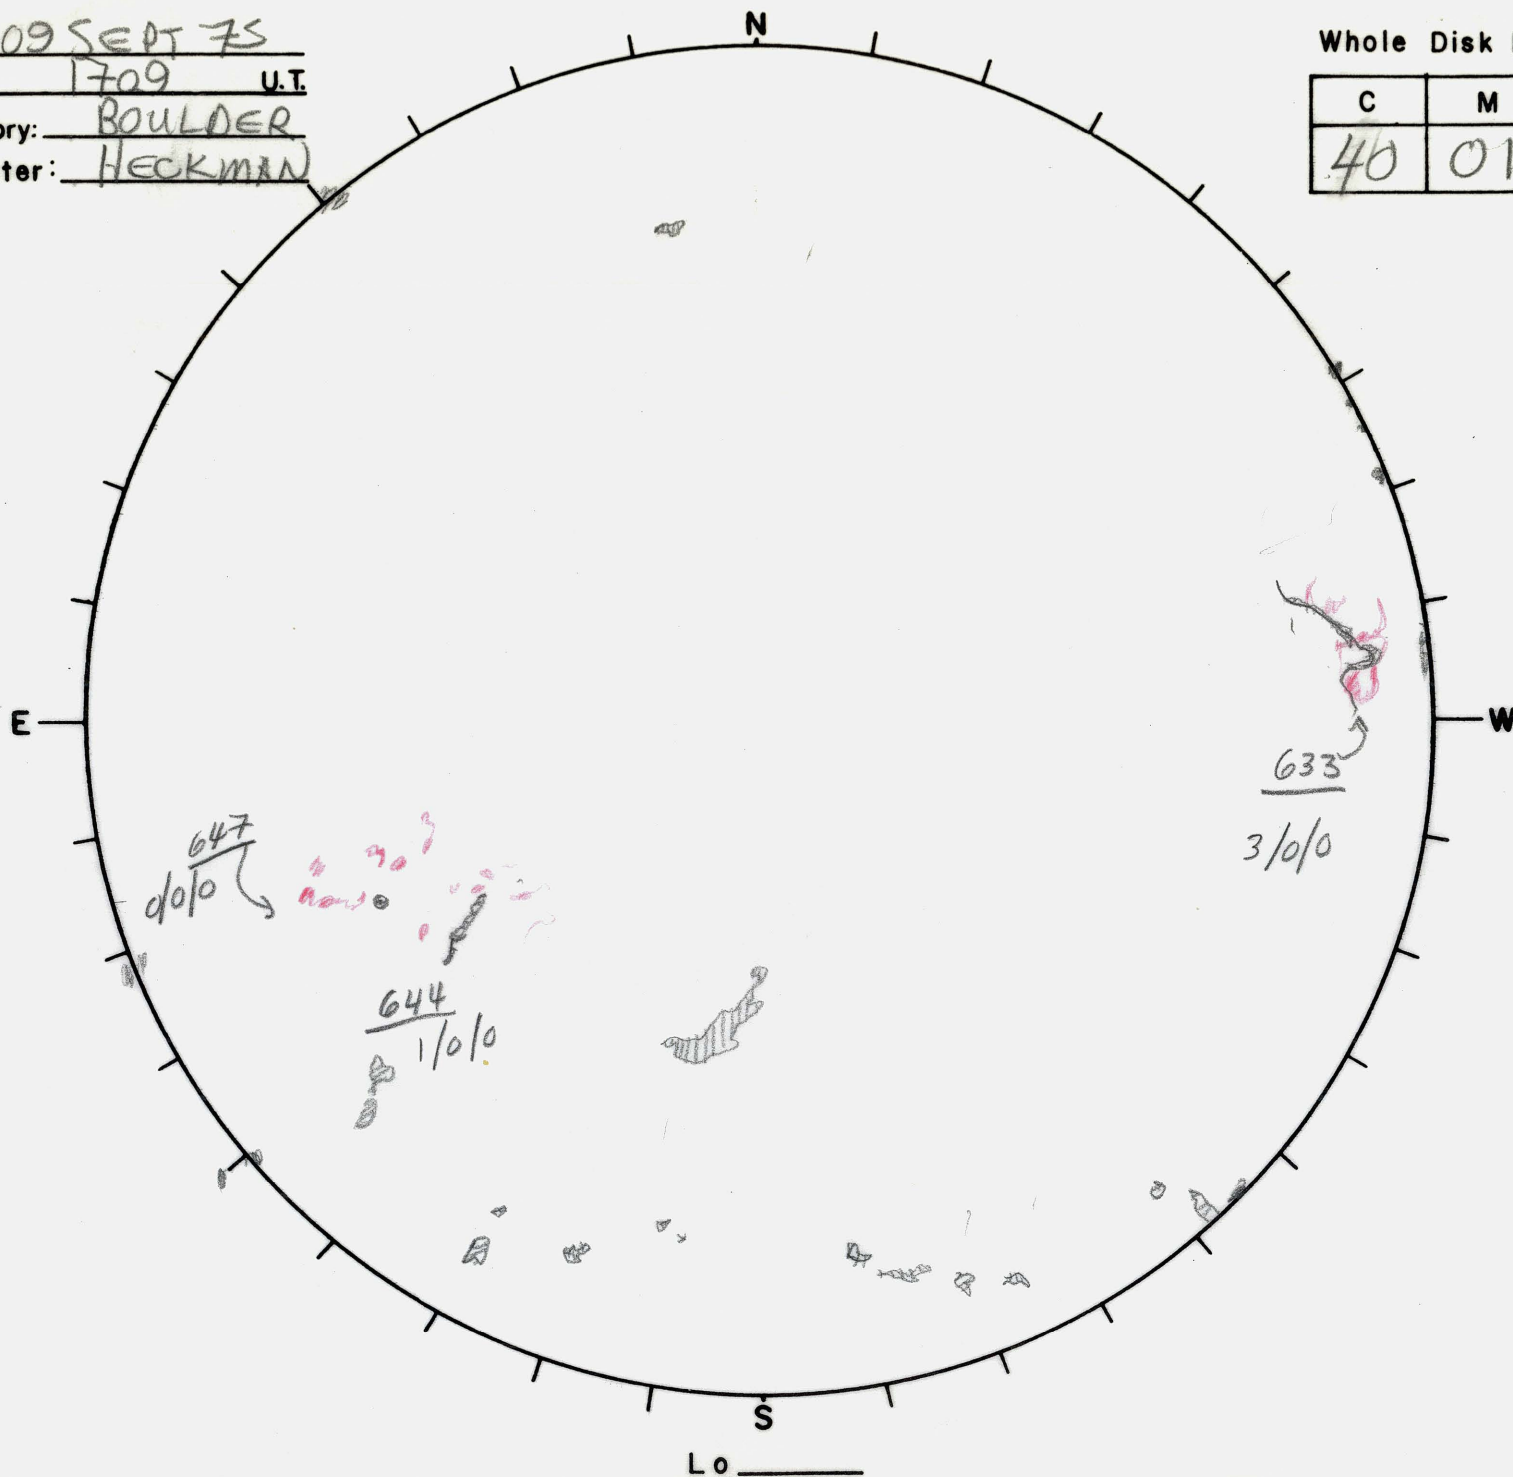 09 SEPT 75
1709 U.T.
ory: BOULDER
ter: HECKMAN
N
Whole Disk
C M
40 01
E
W
633
3/0/0
647
0/0/0
644
1/0/0
S
Lo